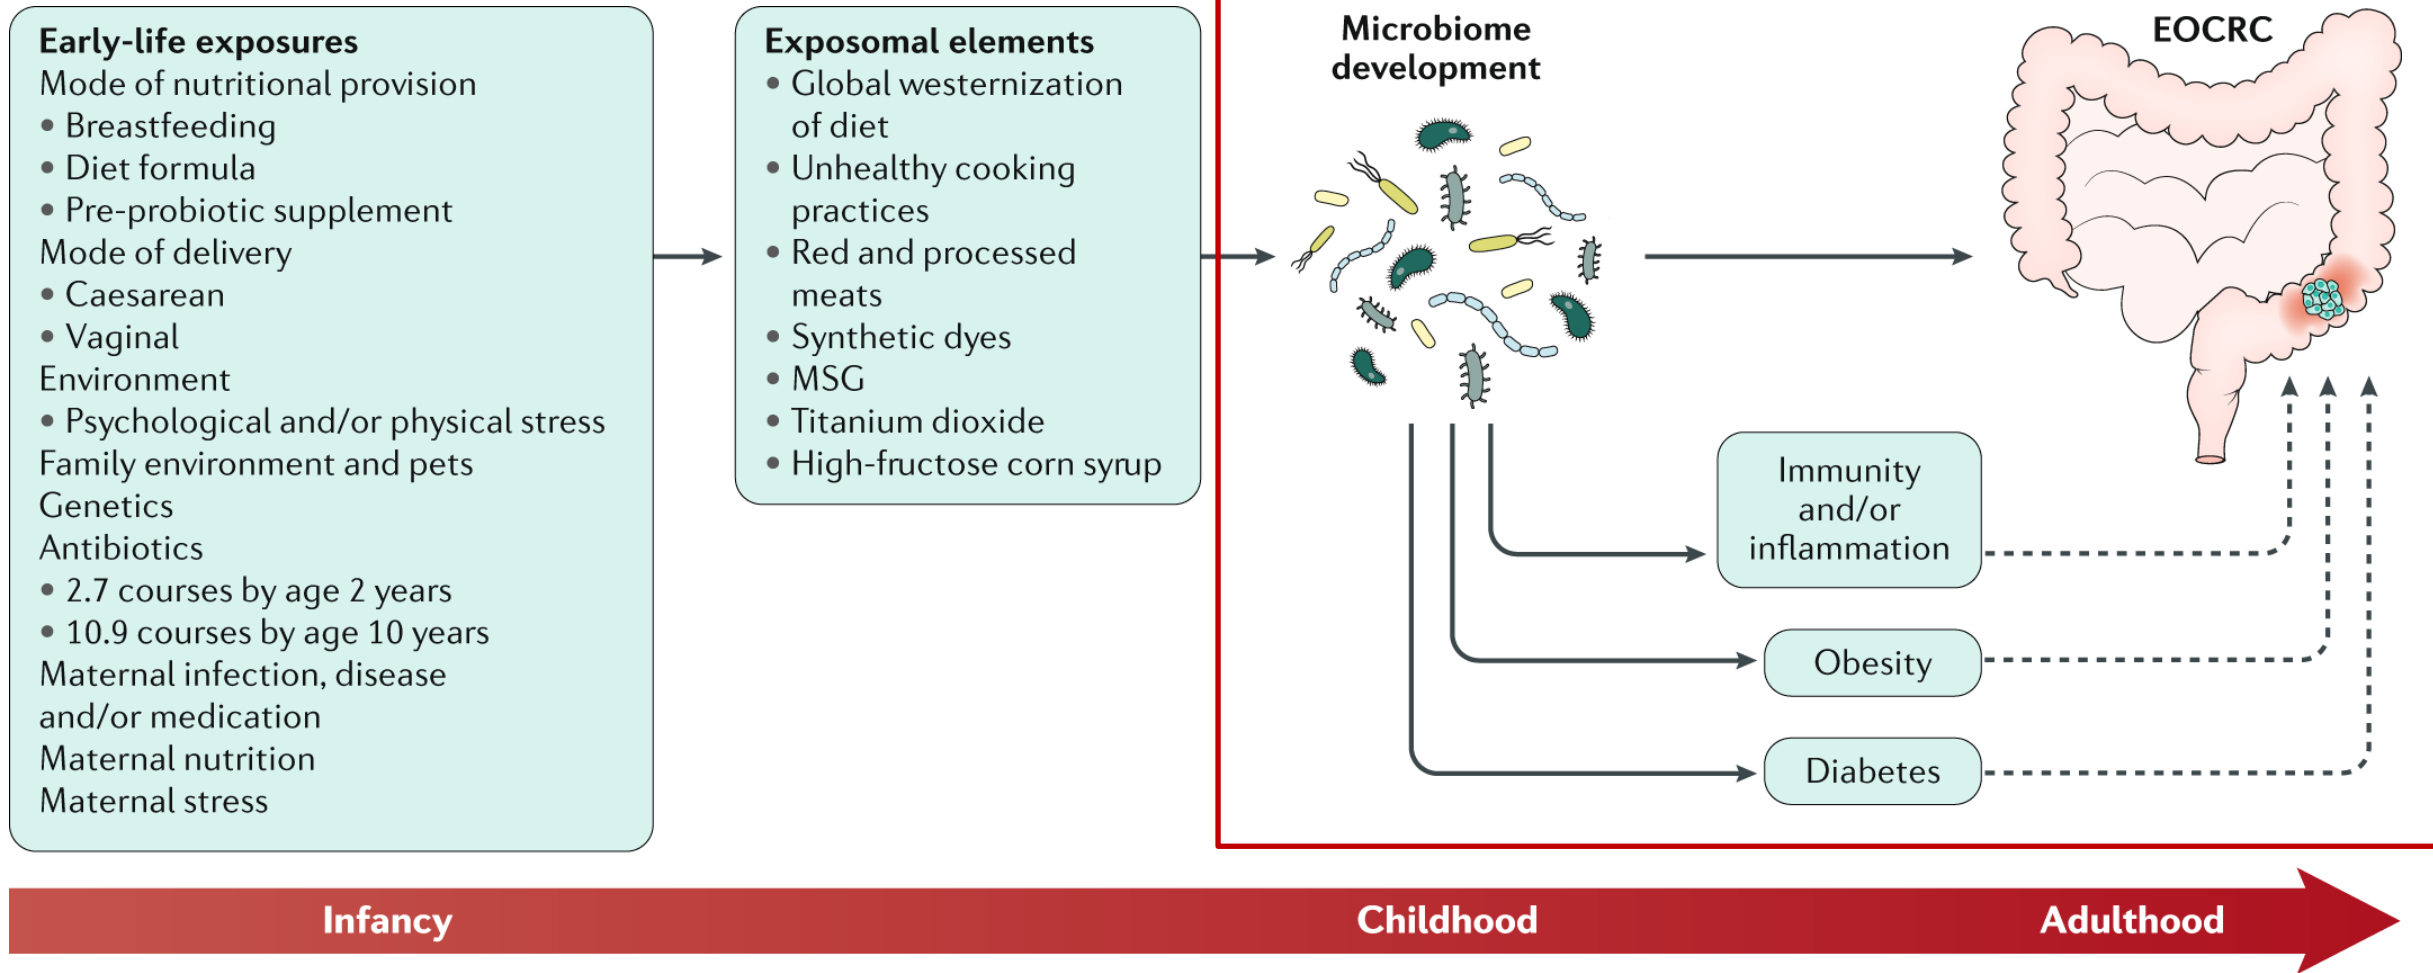 Early-life exposures
Mode of nutritional provision
• Breastfeeding
• Diet formula
• Pre-probiotic supplement
Mode of delivery
• Caesarean
• Vaginal
Environment
• Psychological and/or physical stress
Family environment and pets
Genetics
Antibiotics
• 2.7 courses by age 2 years
• 10.9 courses by age 10 years
Maternal infection, disease
and/or medication
Maternal nutrition
Maternal stress
Exposomal elements
• Global westernization
of diet
• Unhealthy cooking
practices
• Red and processed
meats
• Synthetic dyes
• MSG
• Titanium dioxide
• High-fructose corn syrup
Microbiome
development
EOCRC
Immunity
and/or
inflammation
Obesity
Diabetes
Infancy
Childhood
Adulthood